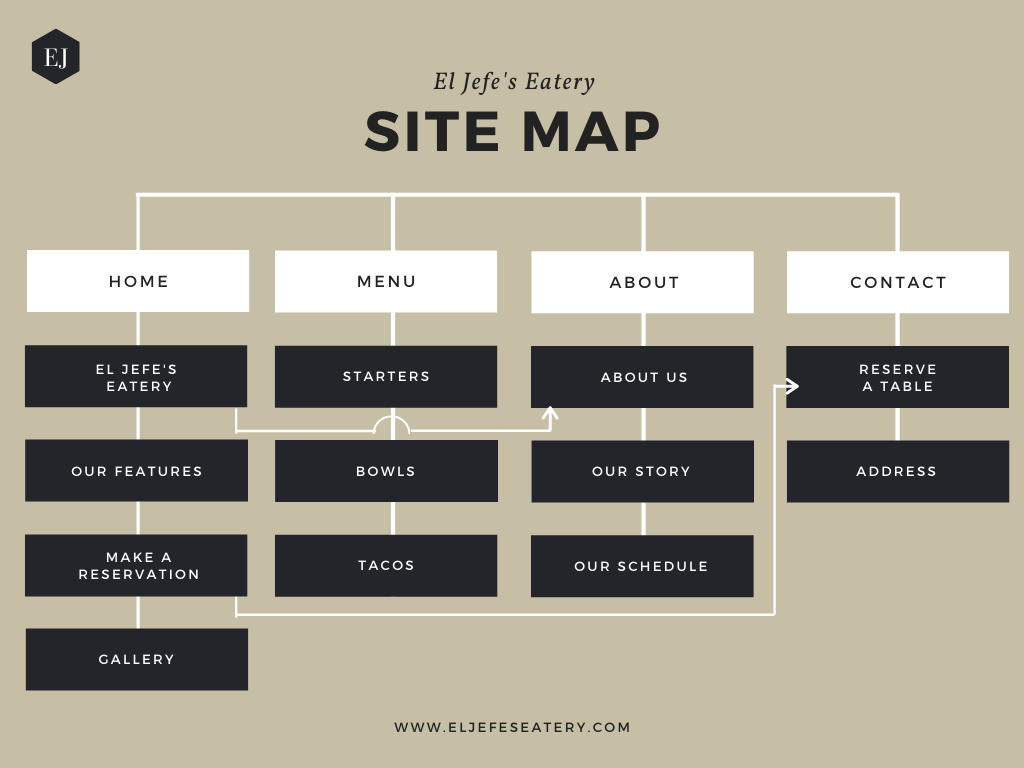 EJ
El Jefe's Eatery
SITE MAP
HOME
MENU
ABOUT
CONTACT
EL JEFE'S
EATERY
STARTERS
ABOUT US
RESERVE
A TABLE
OUR FEATURES
BOWLS
OUR STORY
ADDRESS
MAKE A
RESERVATION
TACOS
OUR SCHEDULE
GALLERY
WWW.ELJEFESEATERY.COM